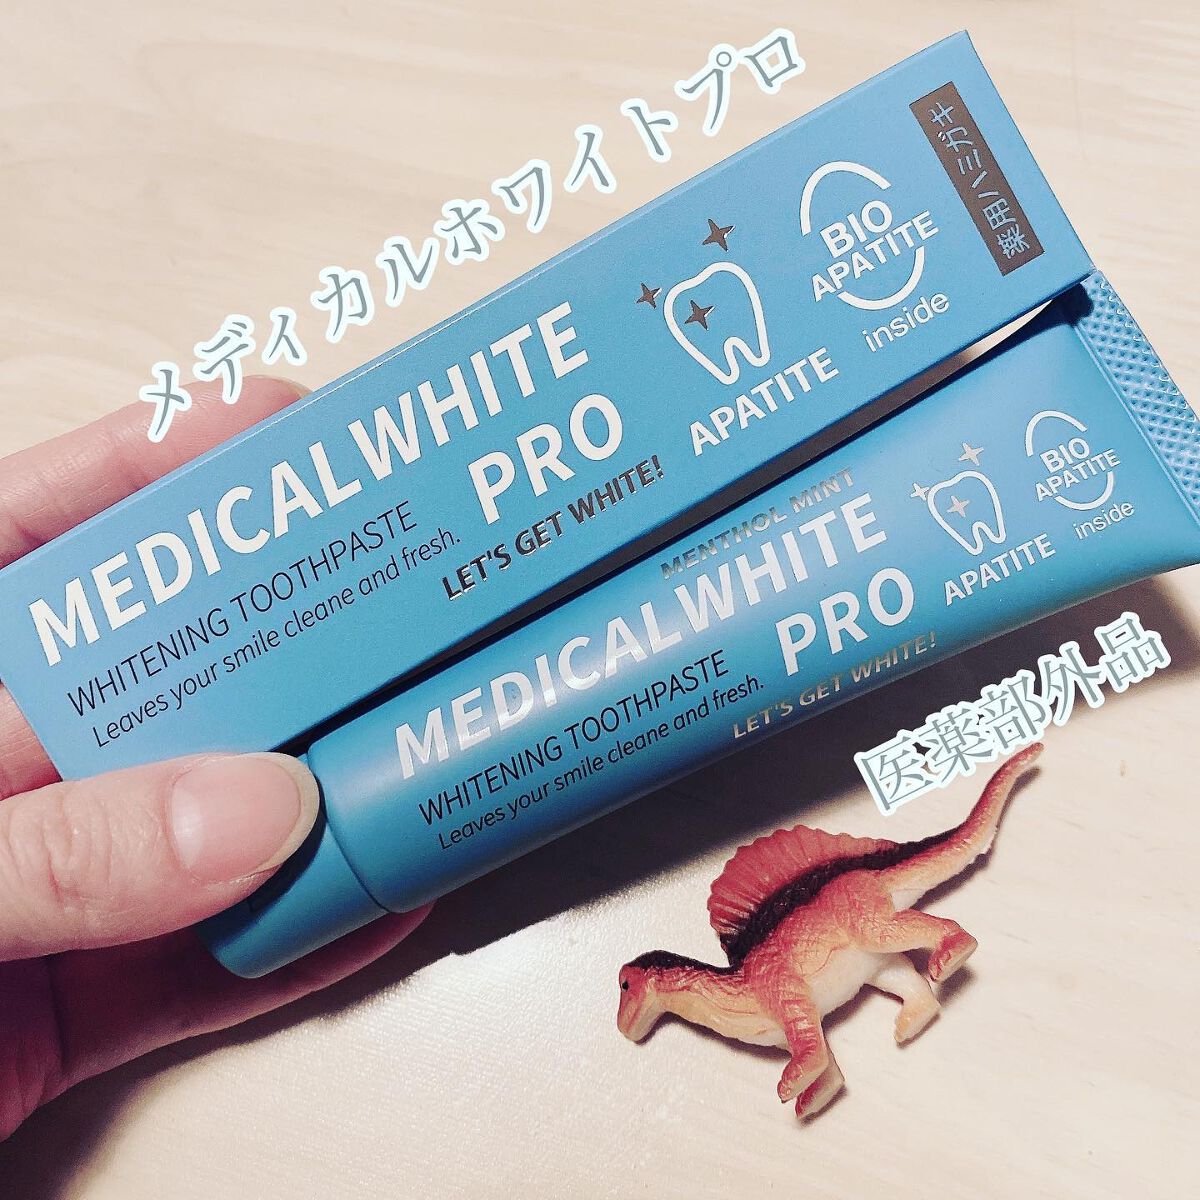 メディカルホワイトプロ
薬用ハミガキ
BIO
APATITE
inside
APATITE
MEDICALWHITE
PRO
WHITENING TOOTHPASTE
Leaves your smile cleane and fresh.
LET'S GET WHITE!
MENTHOL MINT
MEDICALWHITE
PRO
WHITENING TOOTHPASTE
Leaves your smile cleane and fresh.
LET'S GET WHITE!
APATITE
BIO
APATITE
inside
医薬部外品